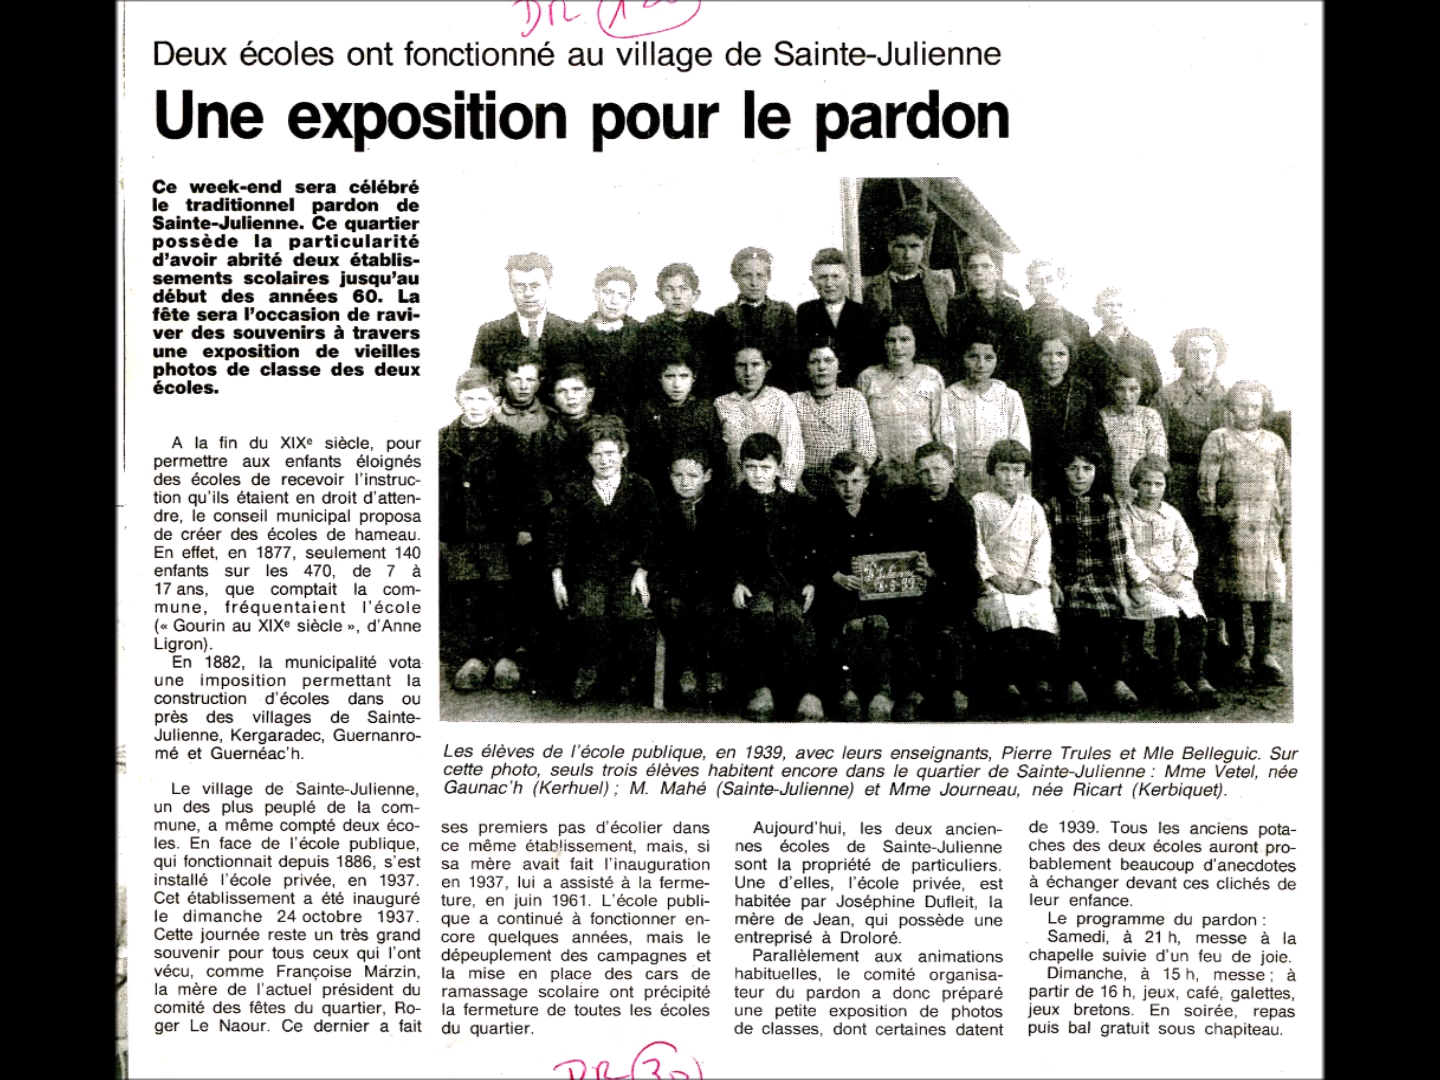 Deux écoles ont fonctionné au village de Sainte-Julienne
Une exposition pour le pardon
Ce week-end sera célébré
le traditionnel pardon de
Sainte-Julienne. Ce quartier
possède la particularité
d'avoir abrité deux établis-
sements scolaires jusqu'au
début des années 60. La
fête sera l'occasion de ravi-
ver des souvenirs à travers
une exposition de vieilles
photos de classe des deux
écoles.
A la fin du XIXe siècle, pour
permettre aux enfants éloignés
des écoles de recevoir l'instruc-
tion qu'ils étaient en droit d'atten-
dre, le conseil municipal proposa
de créer des écoles de hameau.
En effet, en 1877, seulement 140
enfants sur les 470, de 7 à
17 ans, que comptait la com-
mune, fréquentaient l'école
(« Gourin au XIXe siècle », d'Anne
Ligron).
En 1882, la municipalité vota
une imposition permettant la
construction d'écoles dans ou
près des villages de Sainte-
Julienne, Kergaradec, Guernanro-
mé et Guernéac'h.
Le village de Sainte-Julienne,
un des plus peuplé de la com-
mune, a même compté deux éco-
les. En face de l'école publique,
qui fonctionnait depuis 1886, s'est
installé l'école privée, en 1937.
Cet établissement a été inauguré
le dimanche 24 octobre 1937.
Cette journée reste un très grand
souvenir pour tous ceux qui l'ont
vécu, comme Françoise Marzin,
la mère de l'actuel président du
comité des fêtes du quartier, Ro-
ger Le Naour. Ce dernier a fait
Les élèves de l'école publique, en 1939, avec leurs enseignants, Pierre Trules et Mle Belleguic. Sur
cette photo, seuls trois élèves habitent encore dans le quartier de Sainte-Julienne : Mme Vetel, née
Gaunac'h (Kerhuel) ; M. Mahé (Sainte-Julienne) et Mme Journeau, née Ricart (Kerbiquet).
ses premiers pas d'écolier dans
ce même établissement, mais, si
sa mère avait fait l'inauguration
en 1937, lui a assisté à la ferme-
ture, en juin 1961. L'école publi-
que a continué à fonctionner en-
core quelques années, mais le
dépeuplement des campagnes et
la mise en place des cars de
ramassage scolaire ont précipité
la fermeture de toutes les écoles
du quartier.
Aujourd'hui, les deux ancien-
nes écoles de Sainte-Julienne
sont la propriété de particuliers.
Une d'elles, l'école privée, est
habitée par Joséphine Dufleit, la
mère de Jean, qui possède une
entreprisé à Droloré.
Parallèlement aux animations
habituelles, le comité organisa-
teur du pardon a donc préparé
une petite exposition de photos
de classes, dont certaines datent
de 1939. Tous les anciens pota-
ches des deux écoles auront pro-
bablement beaucoup d'anecdotes
à échanger devant ces clichés de
leur enfance.
Le programme du pardon :
Samedi, à 21 h, messe à la
chapelle suivie d'un feu de joie.
Dimanche, à 15 h, messe ; à
partir de 16 h, jeux, café, galettes,
jeux bretons. En soirée, repas
puis bal gratuit sous chapiteau.